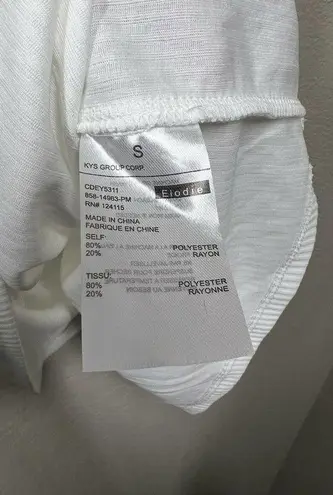 S
KYS GROUP CORP.
CDEY5311
Elodie
858-14963-PM
RN# 124115
MADE IN CHINA
FABRIQUE EN CHINE
SELF:
80% POLYESTER
20% RAYON
TISSU:
80% POLYESTER
20% RAYONNE